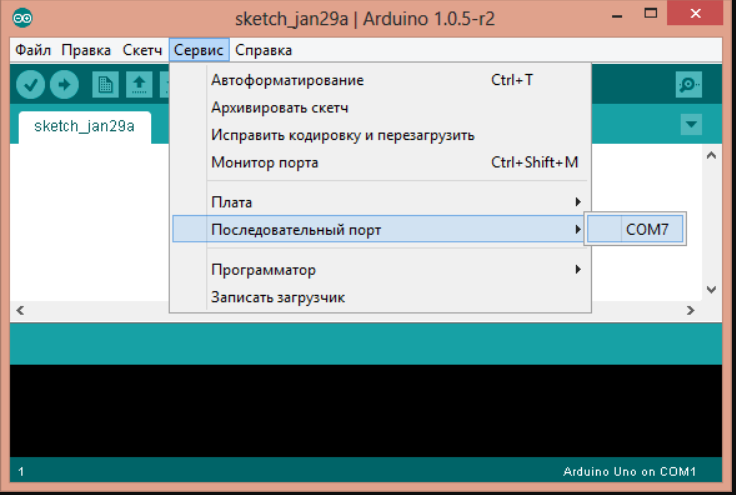 sketch_jan29a | Arduino 1.0.5-r2
Файл Правка Скетч Сервис Справка
sketch_jan29a
Автоформатирование Ctrl+T
Архивировать скетч
Исправить кодировку и перезагрузить
Монитор порта Ctrl+Shift+M
Плата
Последовательный порт COM7
Программатор
Записать загрузчик
1 Arduino Uno on COM1